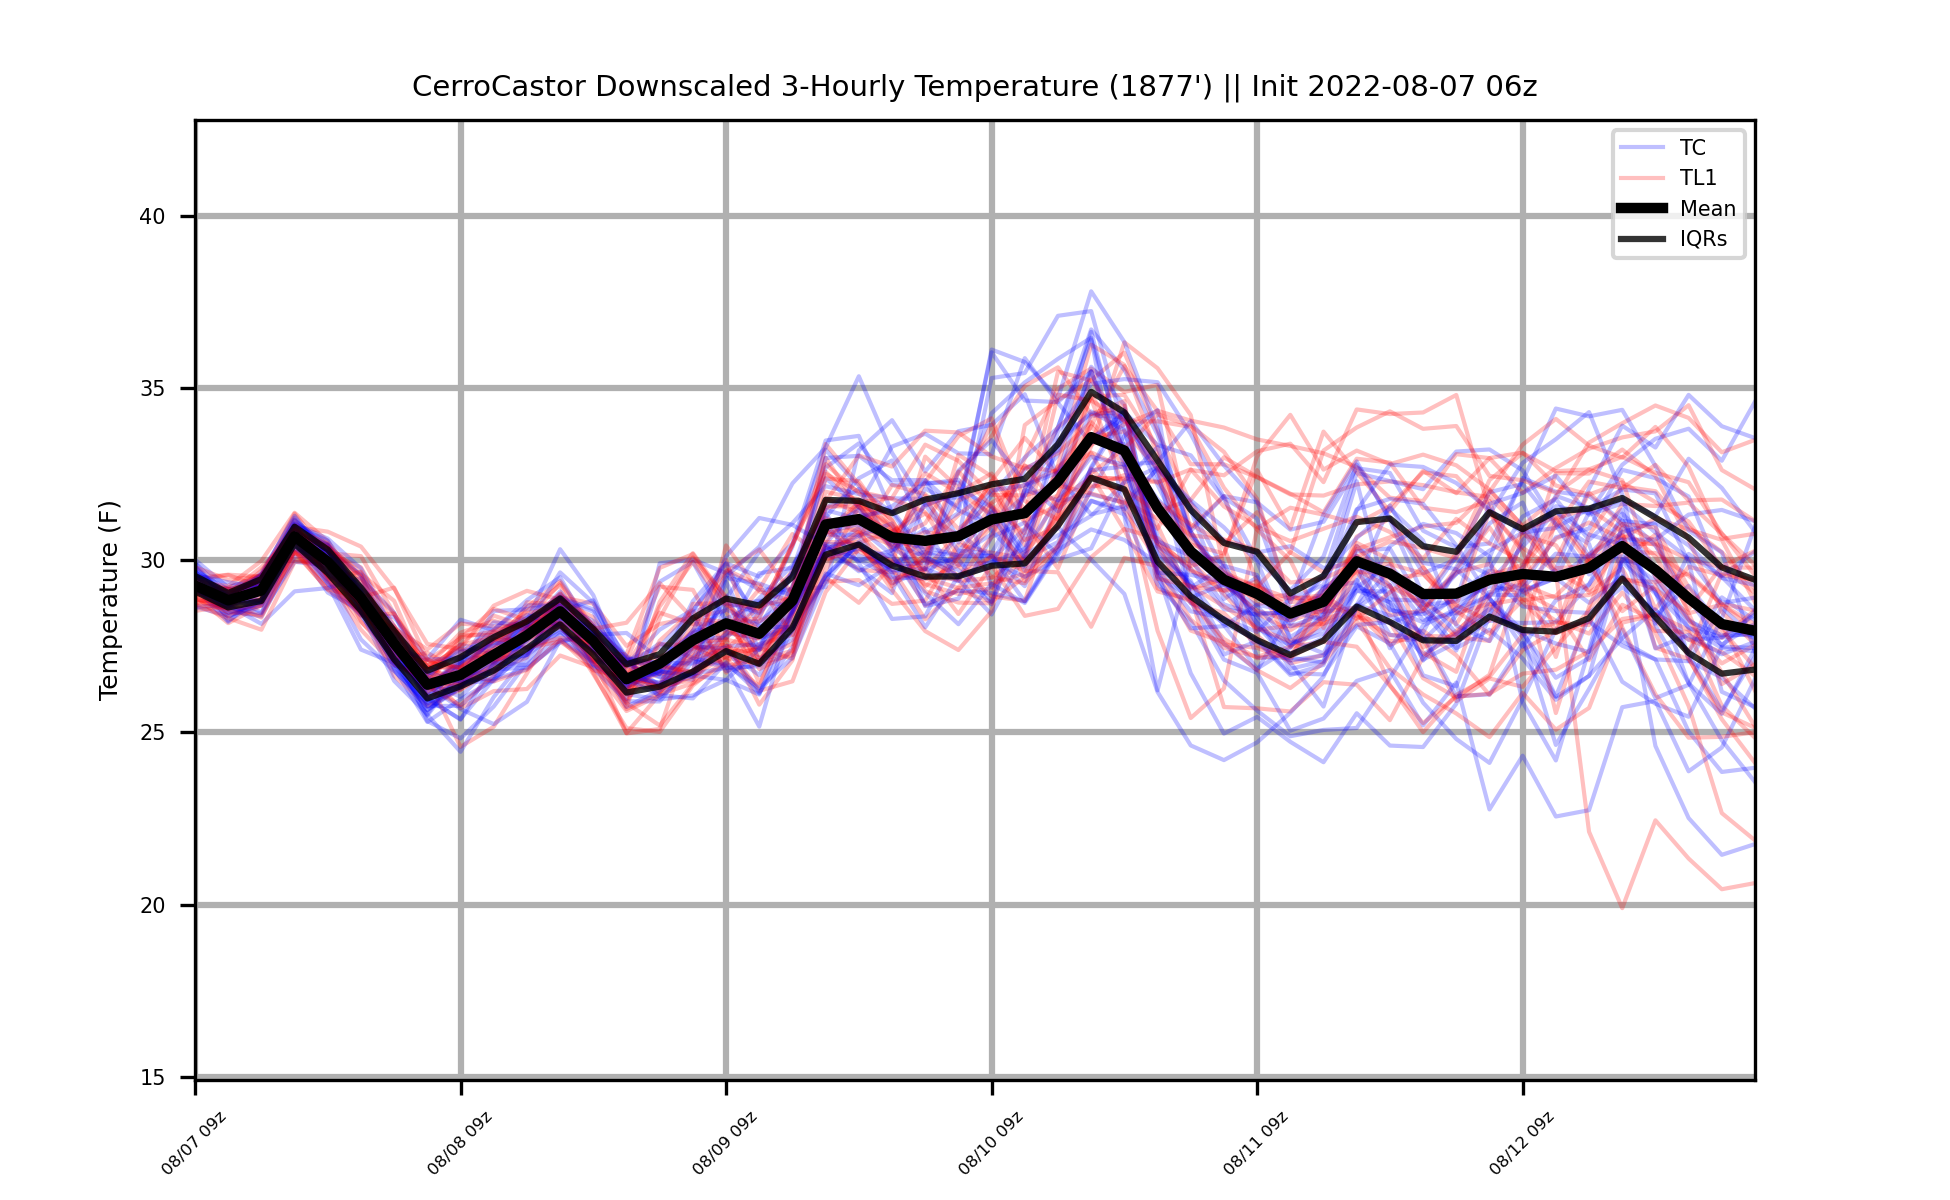 CerroCastor Downscaled 3-Hourly Temperature (1877') || Init 2022-08-07 06z
TC
TL1
Mean
IQRs
Temperature (F)
40
35
30
25
20
15
08/07 09z
08/08 09z
08/09 09z
08/10 09z
08/11 09z
08/12 09z